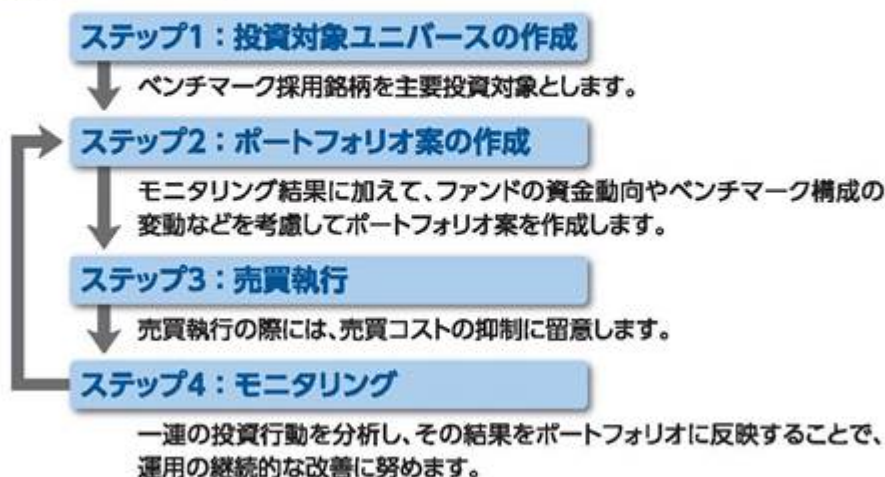 ステップ1：投資対象ユニバースの作成
ベンチマーク採用銘柄を主要投資対象とします。
ステップ2：ポートフォリオ案の作成
モニタリング結果に加えて、ファンドの資金動向やベンチマーク構成の
変動などを考慮してポートフォリオ案を作成します。
ステップ3：売買執行
売買執行の際には、売買コストの抑制に留意します。
ステップ4：モニタリング
一連の投資行動を分析し、その結果をポートフォリオに反映することで、
運用の継続的な改善に努めます。